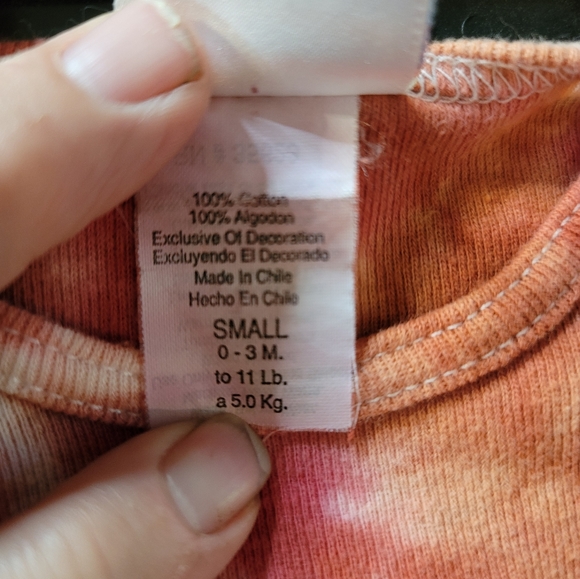 100% Cotton
100% Algodon
Exclusive Of Decoration
Excluyendo El Decorado
Made In Chile
Hecho En Chile
SMALL
0 - 3 M.
to 11 Lb.
a 5.0 Kg.